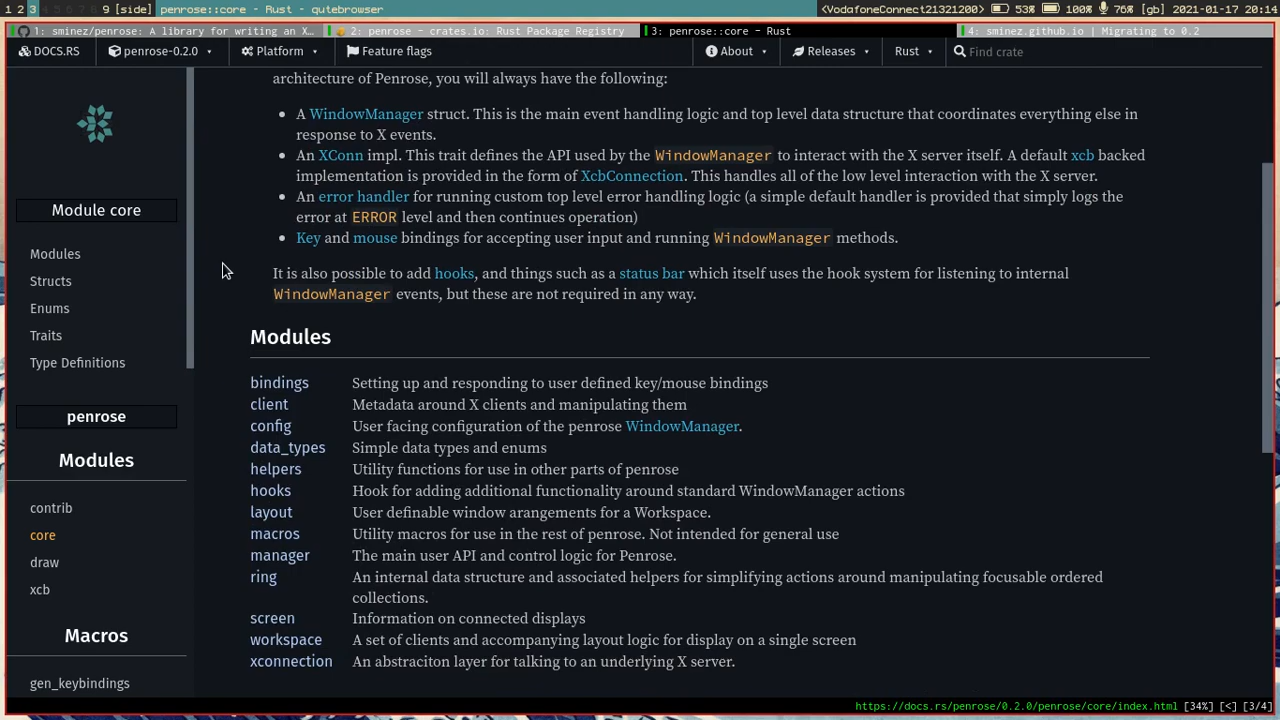 1 2 3 4 5 6 7 8 9 [side] penrose::core - Rust - qutebrowser
<VodafoneConnect21321200> 53% 100% 76% [gb] 2021-01-17 20:14
1: sminez/penrose: A library for writing an X...
2: penrose - crates.io: Rust Package Registry
3: penrose::core - Rust
4: sminez.github.io | Migrating to 0.2
DOCS.RS penrose-0.2.0 Platform Feature flags About Releases Rust Find crate
Module core
Modules
Structs
Enums
Traits
Type Definitions
penrose
Modules
contrib
core
draw
xcb
Macros
gen_keybindings
architecture of Penrose, you will always have the following:
• A WindowManager struct. This is the main event handling logic and top level data structure that coordinates everything else in
response to X events.
• An XConn impl. This trait defines the API used by the WindowManager to interact with the X server itself. A default xcb backed
implementation is provided in the form of XcbConnection. This handles all of the low level interaction with the X server.
• An error handler for running custom top level error handling logic (a simple default handler is provided that simply logs the
error at ERROR level and then continues operation)
• Key and mouse bindings for accepting user input and running WindowManager methods.
It is also possible to add hooks, and things such as a status bar which itself uses the hook system for listening to internal
WindowManager events, but these are not required in any way.
Modules
bindings Setting up and responding to user defined key/mouse bindings
client Metadata around X clients and manipulating them
config User facing configuration of the penrose WindowManager.
data_types Simple data types and enums
helpers Utility functions for use in other parts of penrose
hooks Hook for adding additional functionality around standard WindowManager actions
layout User definable window arangements for a Workspace.
macros Utility macros for use in the rest of penrose. Not intended for general use
manager The main user API and control logic for Penrose.
ring An internal data structure and associated helpers for simplifying actions around manipulating focusable ordered
collections.
screen Information on connected displays
workspace A set of clients and accompanying layout logic for display on a single screen
xconnection An abstraciton layer for talking to an underlying X server.
https://docs.rs/penrose/0.2.0/penrose/core/index.html [34%] [<] [3/4]